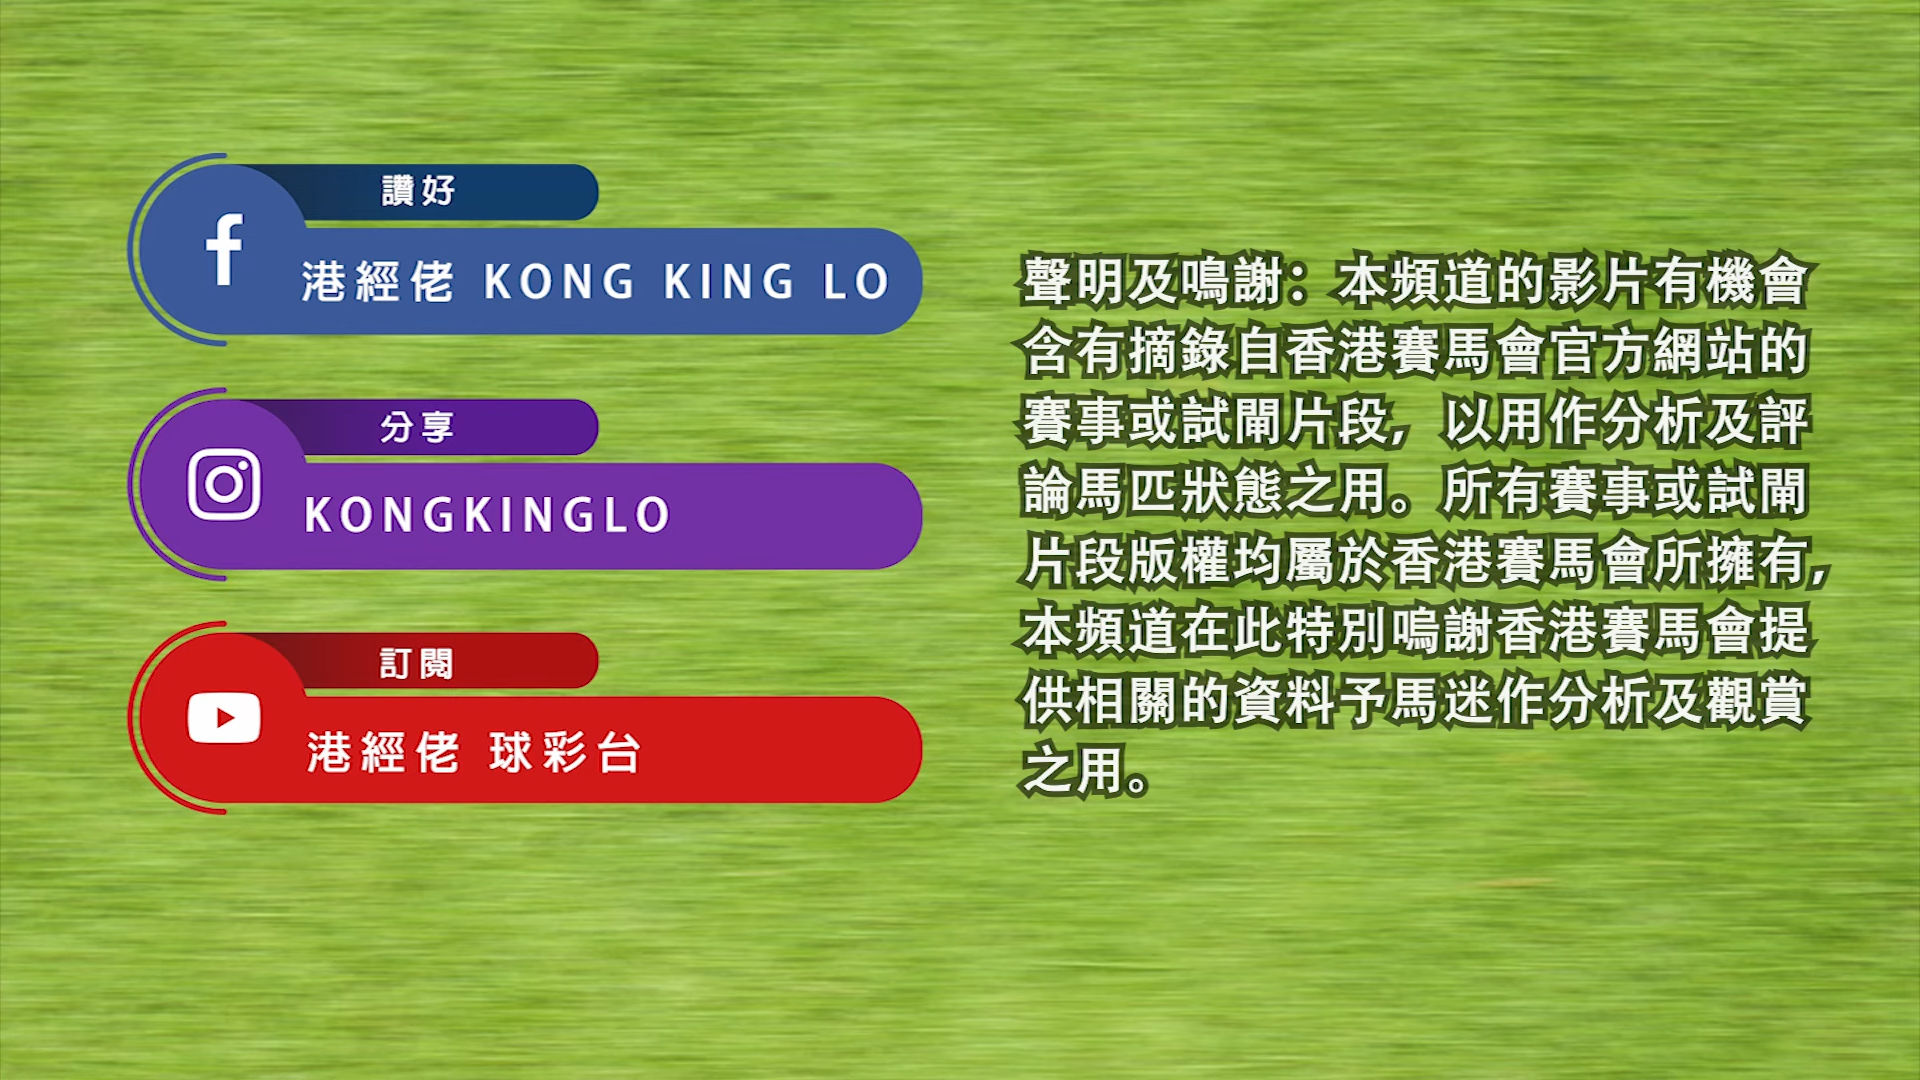 讚好
港經佬 KONG KING LO
分享
KONGKINGLO
訂閱
港經佬 球彩台
聲明及鳴謝：本頻道的影片有機會
含有摘錄自香港賽馬會官方網站的
賽事或試閘片段，以用作分析及評
論馬匹狀態之用。所有賽事或試閘
片段版權均屬於香港賽馬會所擁有，
本頻道在此特別嗚謝香港賽馬會提
供相關的資料予馬迷作分析及觀賞
之用。